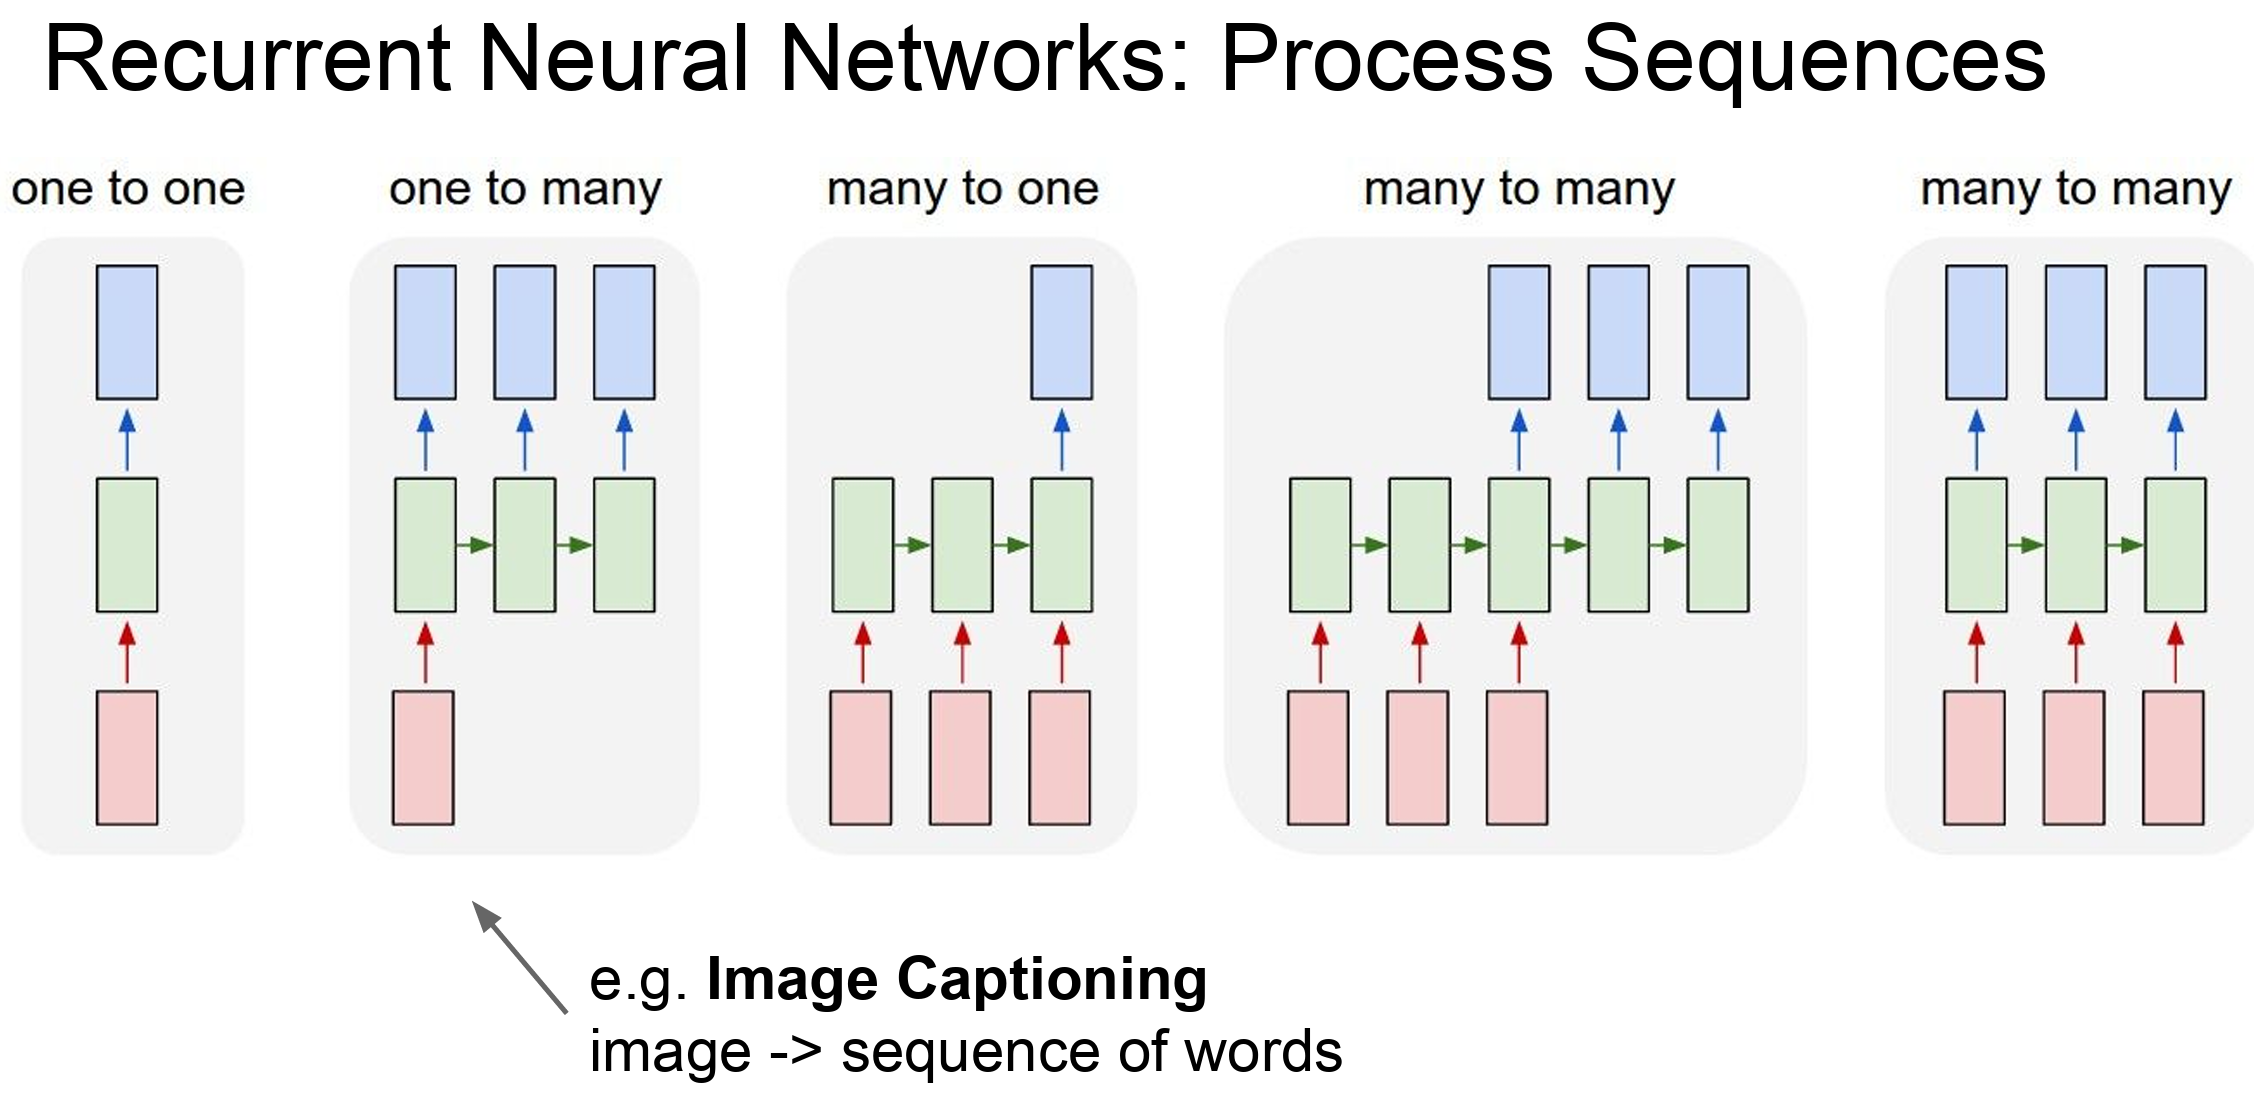 Recurrent Neural Networks: Process Sequences
one to one
one to many
many to one
many to many
many to many
e.g. Image Captioning
image -> sequence of words